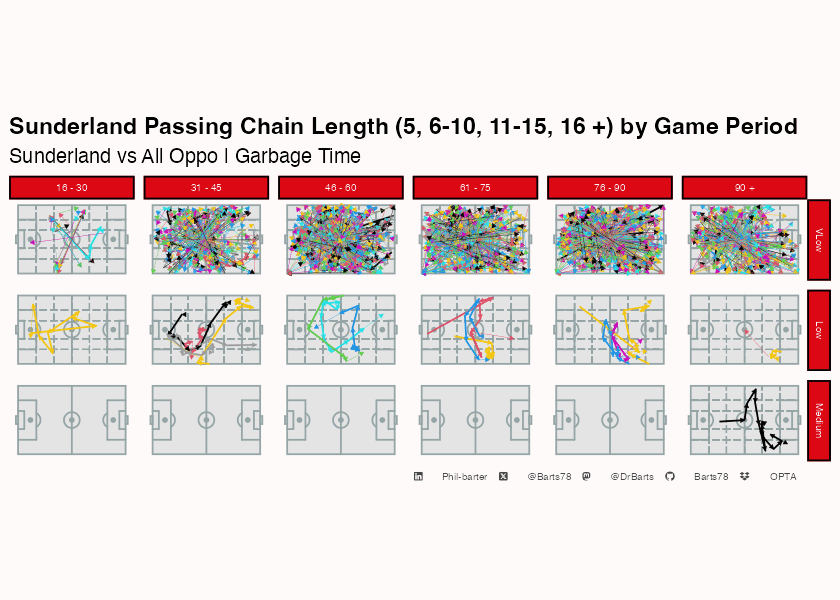 Sunderland Passing Chain Length (5, 6-10, 11-15, 16 +) by Game Period
Sunderland vs All Oppo I Garbage Time
16 - 30 31 - 45 46 - 60 61 - 75 76 - 90 90 +
VLow
Low
Medium
Phil-barter @Barts78 @DrBarts Barts78 OPTA